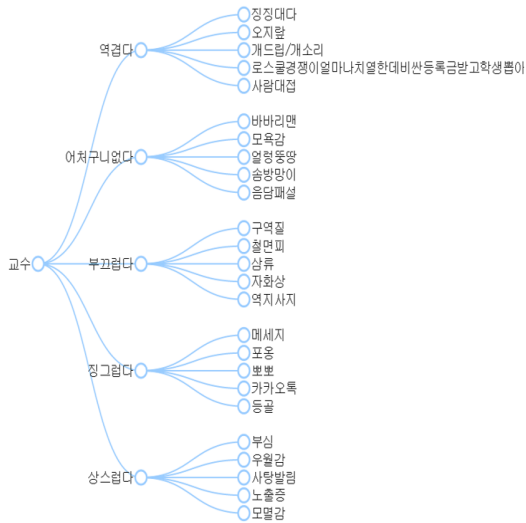 교수
역겹다
징징대다
오지랖
개드립/개소리
로스쿨경쟁이얼마나치열한데비싼등록금받고학생뽑아
사람대접
어처구니없다
바바리맨
모욕감
얼렁뚱땅
솜방망이
음담패설
부끄럽다
구역질
철면피
삼류
자화상
역지사지
징그럽다
메세지
포옹
뽀뽀
카카오톡
등골
상스럽다
부심
우월감
사탕발림
노출증
모멸감